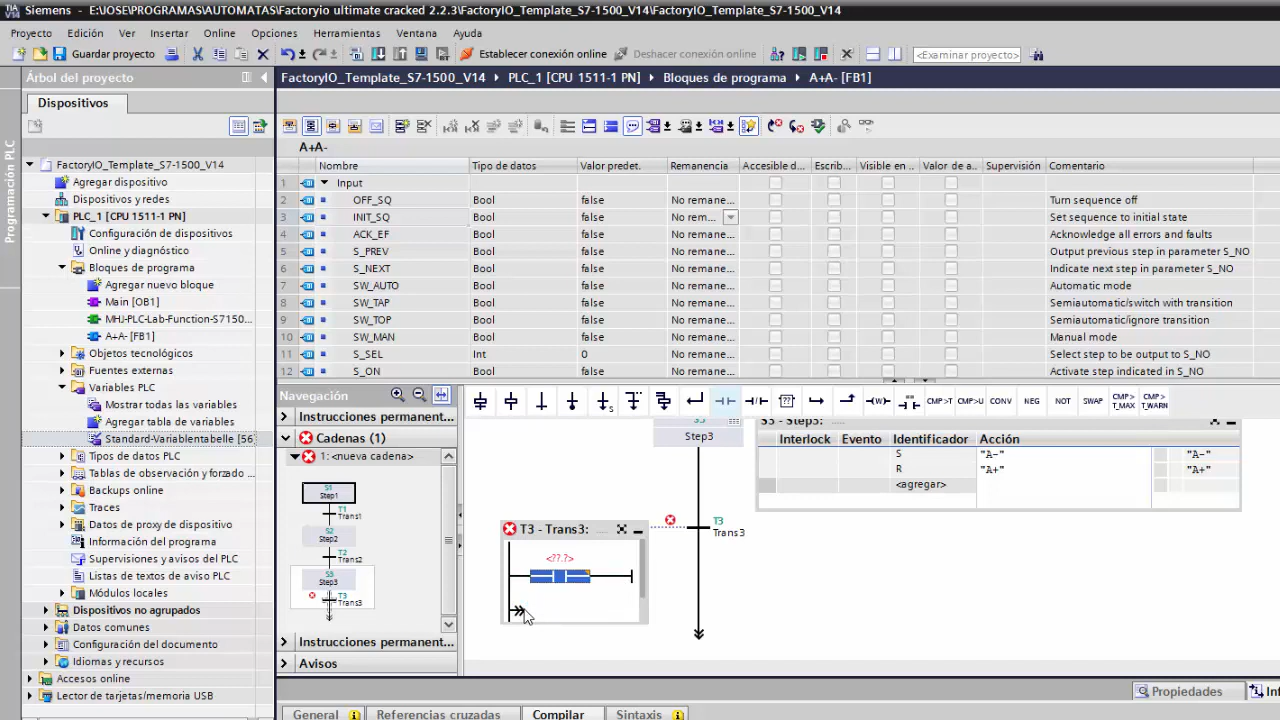 TIA
V14
Siemens - E:\JOSE\PROGRAMAS\AUTOMATAS\Factoryio ultimate cracked 2.2.3\FactoryIO_Template_S7-1500_V14\FactoryIO_Template_S7-1500_V14
Proyecto Edición Ver Insertar Online Opciones Herramientas Ventana Ayuda
Guardar proyecto Establecer conexión online Deshacer conexión online <Examinar proyecto>
Árbol del proyecto
FactoryIO_Template_S7-1500_V14 PLC_1 [CPU 1511-1 PN] Bloques de programa A+A- [FB1]
Dispositivos
Programación PLC
FactoryIO_Template_S7-1500_V14
Agregar dispositivo
Dispositivos y redes
PLC_1 [CPU 1511-1 PN]
Configuración de dispositivos
Online y diagnóstico
Bloques de programa
Agregar nuevo bloque
Main [OB1]
MHJ-PLC-Lab-Function-S7150...
A+A- [FB1]
Objetos tecnológicos
Fuentes externas
Variables PLC
Mostrar todas las variables
Agregar tabla de variables
Standard-Variablentabelle [56
Tipos de datos PLC
Tablas de observación y forzado ...
Backups online
Traces
Datos de proxy de dispositivo
Información del programa
Supervisiones y avisos del PLC
Listas de textos de aviso PLC
Módulos locales
Dispositivos no agrupados
Datos comunes
Configuración del documento
Idiomas y recursos
Accesos online
Lector de tarjetas/memoria USB
A+A-
Nombre Tipo de datos Valor predet. Remanencia Accesible d... Escrib... Visible en .. Valor de a.. Supervisión Comentario
1 Input
2 OFF_SQ Bool false No remane... Turn sequence off
3 INIT_SQ Bool false No rem... Set sequence to initial state
4 ACK_EF Bool false No remane... Acknowledge all errors and faults
5 S_PREV Bool false No remane... Output previous step in parameter S_NO
6 S_NEXT Bool false No remane... Indicate next step in parameter S_NO
7 SW_AUTO Bool false No remane... Automatic mode
8 SW_TAP Bool false No remane... Semiautomatic/switch with transition
9 SW_TOP Bool false No remane... Semiautomatic/ignore transition
10 SW_MAN Bool false No remane... Manual mode
11 S_SEL Int 0 No remane... Select step to be output to S_NO
12 S_ON Bool false No remane... Activate step indicated in S_NO
Navegación
Instrucciones permanent...
Cadenas (1)
1: <nueva cadena>
S1
Step1
T1
Trans1
S2
Step2
T2
Trans2
S3
Step3
T3
Trans3
Instrucciones permanent...
Avisos
S CMP>T CMP>U CONV NEG NOT SWAP CMP> T_MAX CMP> T_WARN
S3
Step3
S3 - Step3:
Interlock Evento Identificador Acción
S "A-" "A-"
R "A+" "A+"
<agregar>
T3 - Trans3:
<??.?>
T3
Trans3
Propiedades Inf
General Referencias cruzadas Compilar Sintaxis